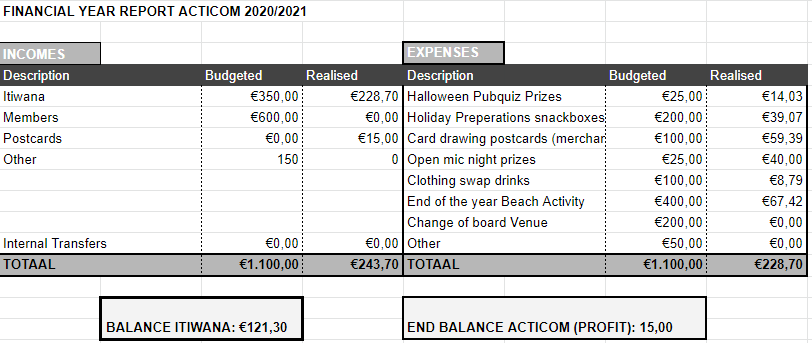 FINANCIAL YEAR REPORT ACTICOM 2020/2021
INCOMES EXPENSES
Description Budgeted Realised Description Budgeted Realised
Itiwana €350,00 €228,70 Halloween Pubquiz Prizes €25,00 €14,03
Members €600,00 €0,00 Holiday Preperations snackboxes €200,00 €39,07
Postcards €0,00 €15,00 Card drawing postcards (merchar €100,00 €59,39
Other 150 0 Open mic night prizes €25,00 €40,00
Clothing swap drinks €100,00 €8,79
End of the year Beach Activity €400,00 €67,42
Change of board Venue €200,00 €0,00
Internal Transfers €0,00 €0,00 Other €50,00 €0,00
TOTAAL €1.100,00 €243,70 TOTAAL €1.100,00 €228,70
BALANCE ITIWANA: €121,30 END BALANCE ACTICOM (PROFIT): 15,00